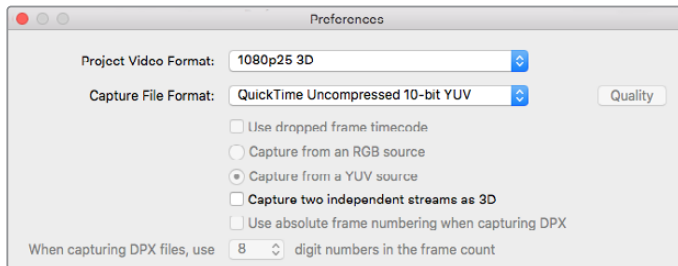 Preferences
Project Video Format: 1080p25 3D
Capture File Format: QuickTime Uncompressed 10-bit YUV Quality
Use dropped frame timecode
Capture from an RGB source
Capture from a YUV source
Capture two independent streams as 3D
Use absolute frame numbering when capturing DPX
When capturing DPX files, use 8 digit numbers in the frame count